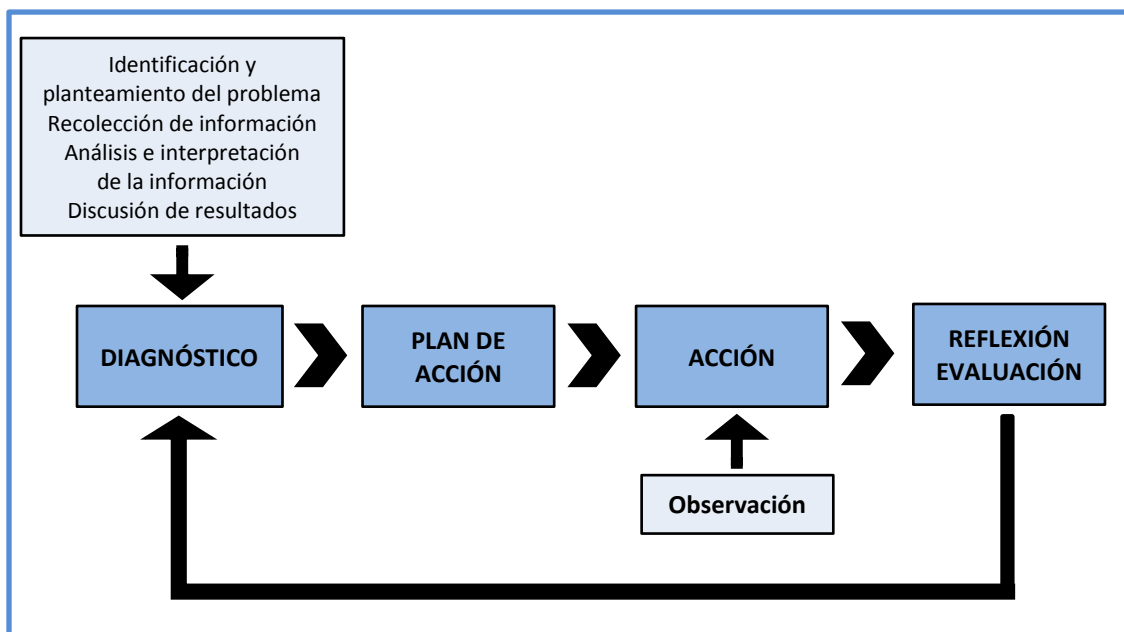 Identificación y
planteamiento del problema
Recolección de información
Análisis e interpretación
de la información
Discusión de resultados
DIAGNÓSTICO
PLAN DE
ACCIÓN
ACCIÓN
REFLEXIÓN
EVALUACIÓN
Observación